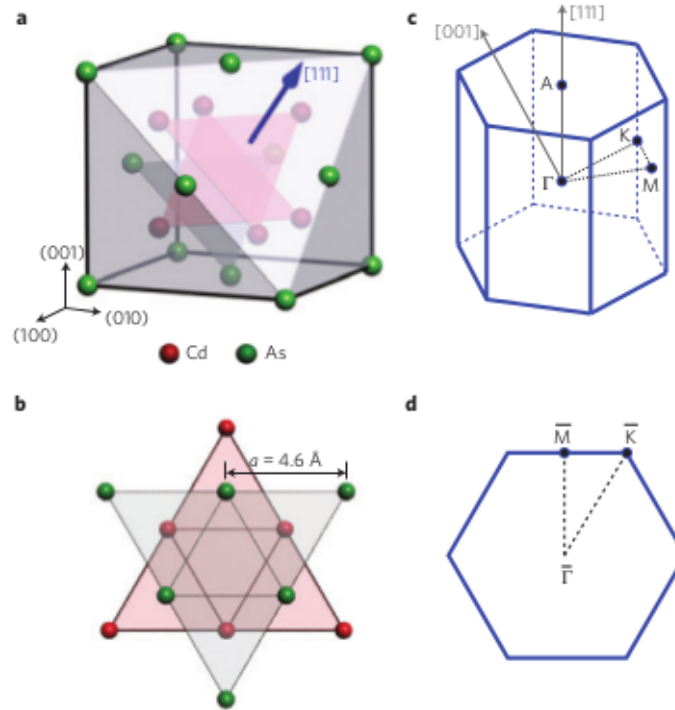 a
[111]
(001)
(100)
(010)
Cd
As
b
a = 4.6 Å
c
[001]
[111]
A
K
Γ
M
d
M̅
K̅
Γ̅